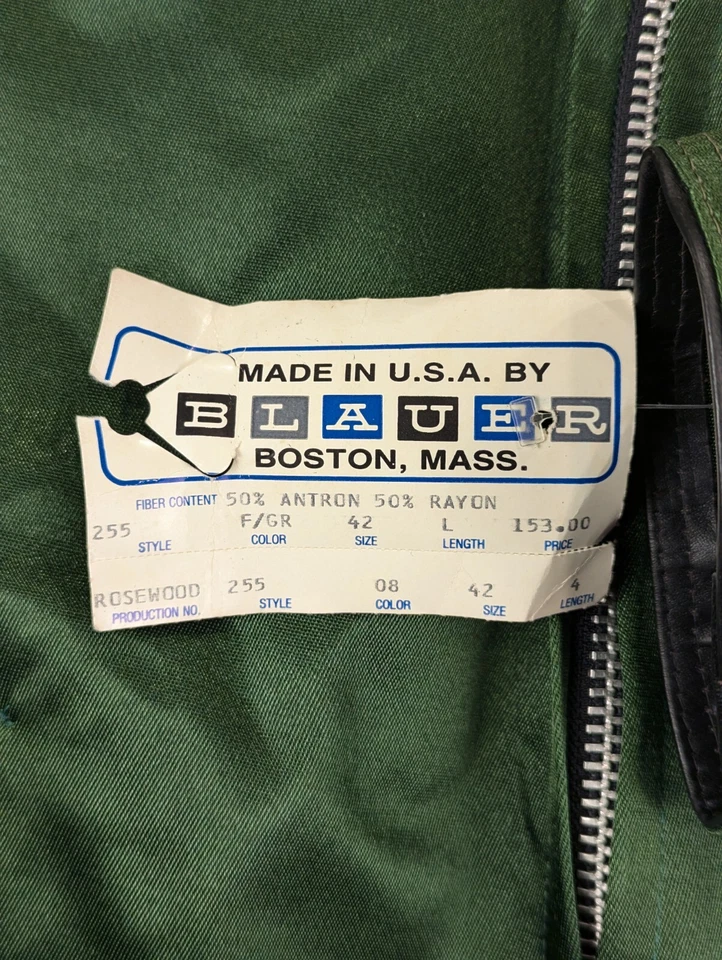 MADE IN U.S.A. BY
BLAUER
BOSTON, MASS.
FIBER CONTENT 50% ANTRON 50% RAYON
255 F/GR 42 L 153.00
STYLE COLOR SIZE LENGTH PRICE
ROSEWOOD 255 08 42 4
PRODUCTION NO. STYLE COLOR SIZE LENGTH